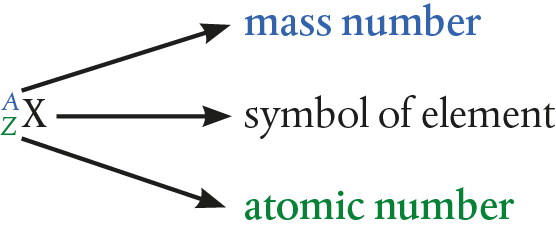 mass number
A
Z X
symbol of element
atomic number